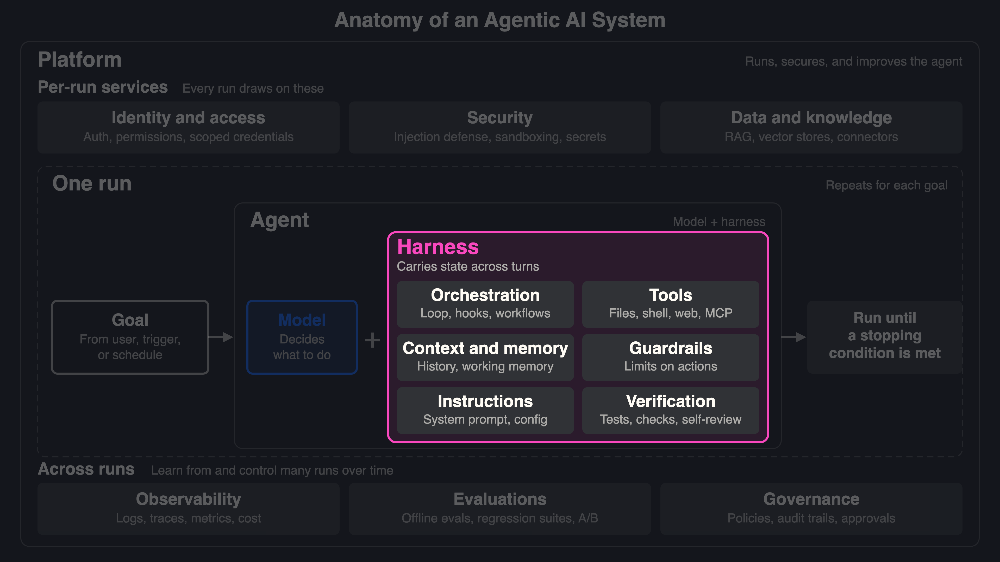 Anatomy of an Agentic AI System
Platform
Runs, secures, and improves the agent
Per-run services
Every run draws on these
Identity and access
Auth, permissions, scoped credentials
Security
Injection defense, sandboxing, secrets
Data and knowledge
RAG, vector stores, connectors
One run
Repeats for each goal
Agent
Model + harness
Goal
From user, trigger,
or schedule
Model
Decides
what to do
+
Harness
Carries state across turns
Orchestration
Loop, hooks, workflows
Tools
Files, shell, web, MCP
Context and memory
History, working memory
Guardrails
Limits on actions
Instructions
System prompt, config
Verification
Tests, checks, self-review
Run until
a stopping
condition is met
Across runs
Learn from and control many runs over time
Observability
Logs, traces, metrics, cost
Evaluations
Offline evals, regression suites, A/B
Governance
Policies, audit trails, approvals